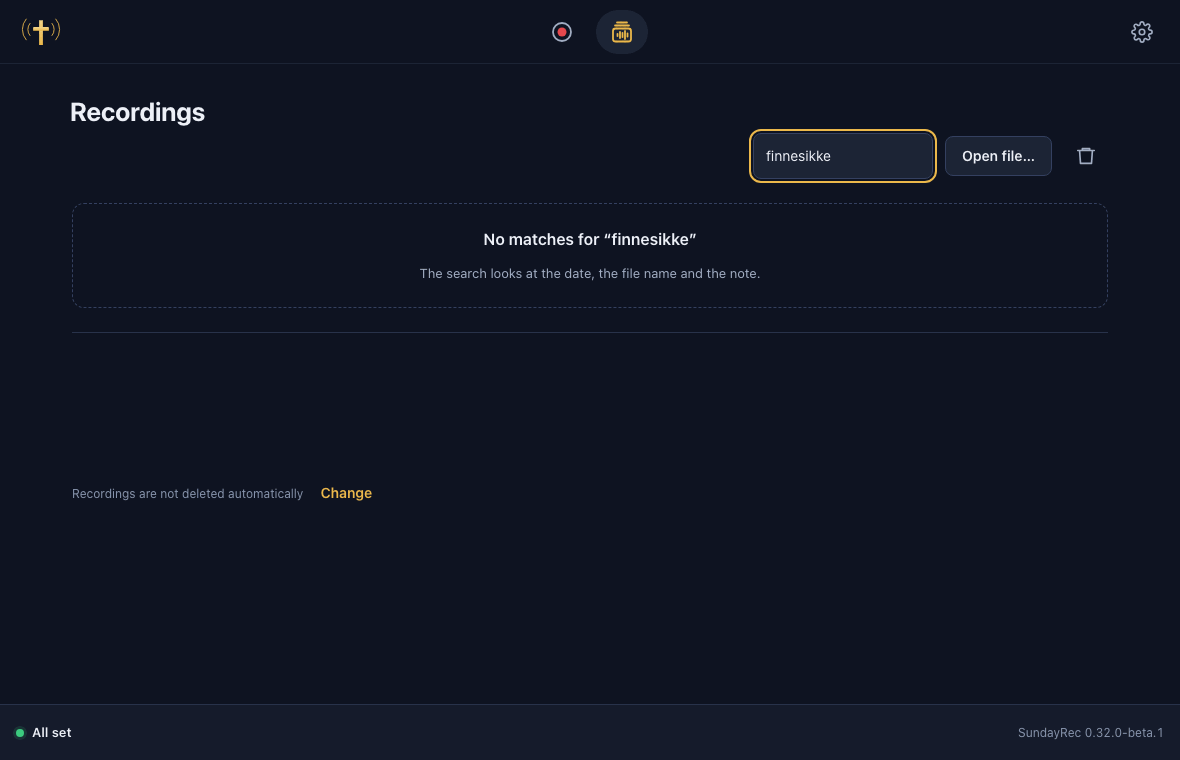 Recordings
finnesikke
Open file...
No matches for “finnesikke”
The search looks at the date, the file name and the note.
Recordings are not deleted automatically
Change
All set
SundayRec 0.32.0-beta.1